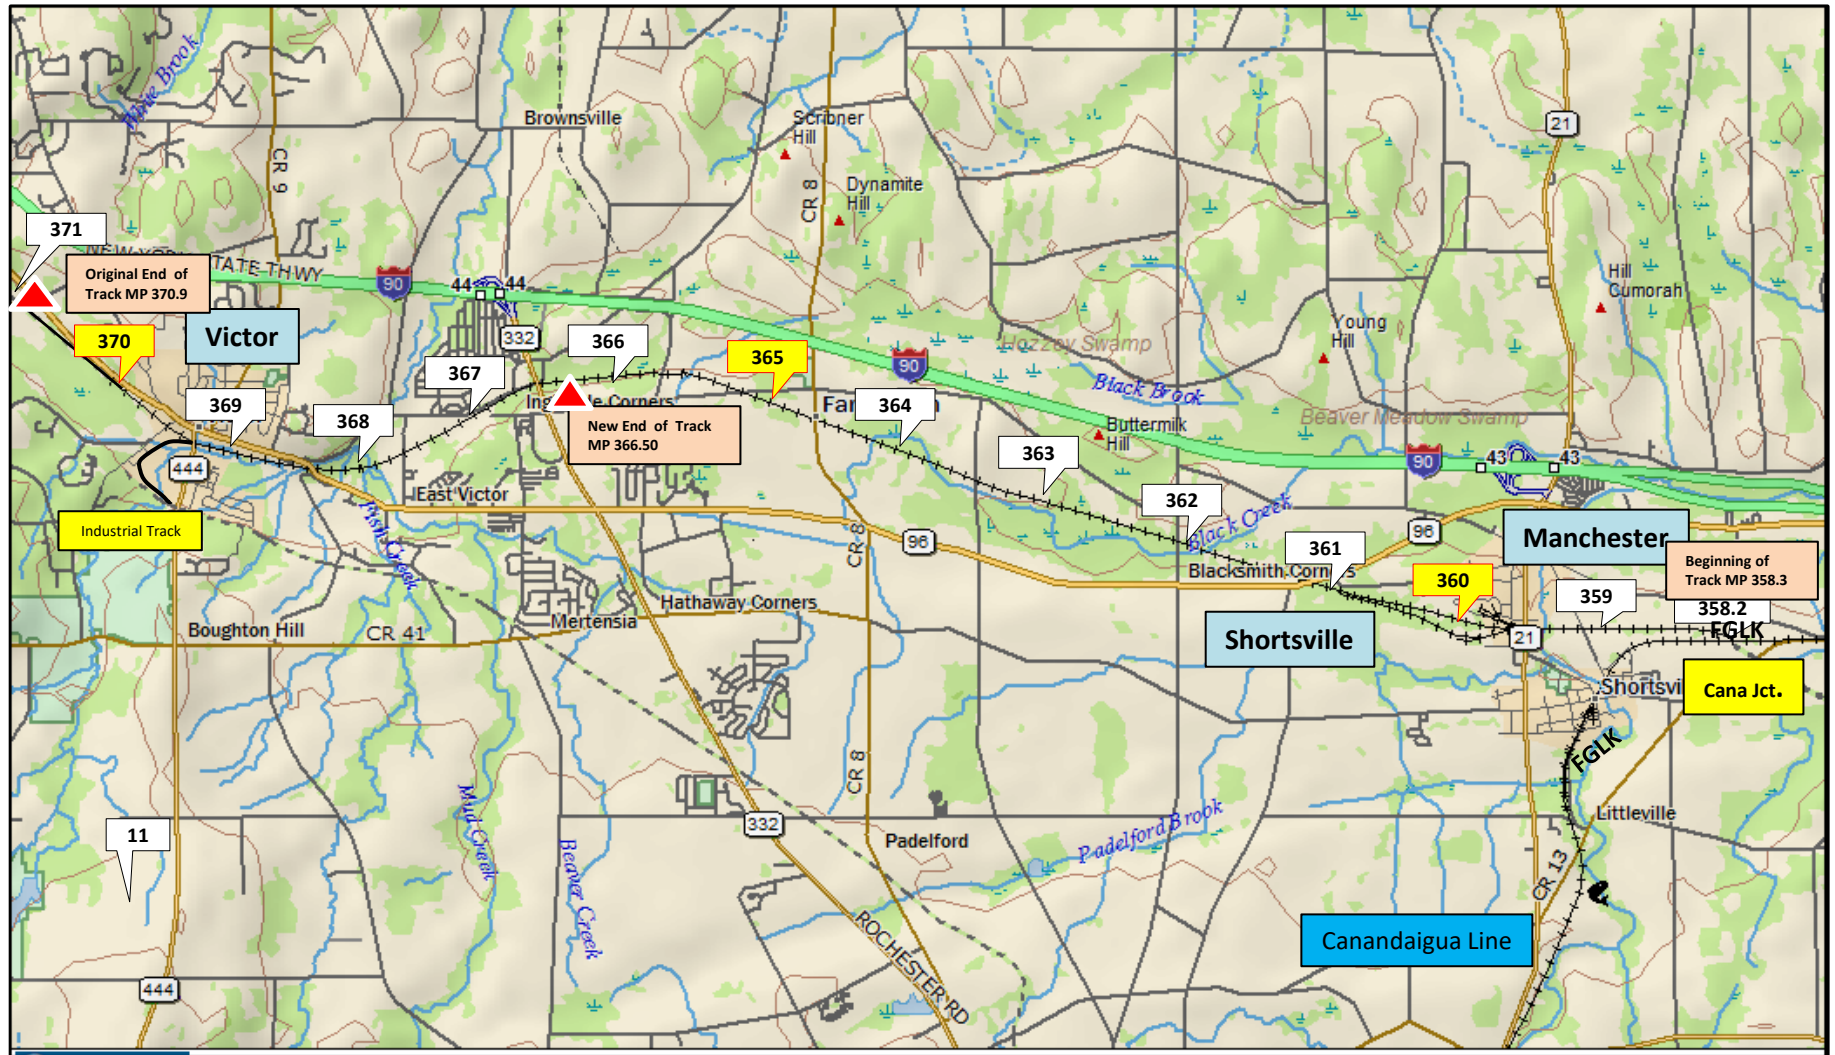 White Brook
CR 9
Brownsville
Scribner
Hill
CR 8
Dynamite
Hill
21
371
NEW YORK STATE THWY
Original End of
Track MP 370.9
90
44
44
Hill
Cumorah
Victor
370
332
366
365
367
Hozzey Swamp
Young
Hill
90
Black Brook
369
368
New End of Track
MP 366.50
364
Buttermilk
Hill
Beaver Meadow Swamp
363
90
43
43
444
East Victor
362
Industrial Track
Fish Creek
CR 8
96
Black Creek
96
Manchester
361
Blacksmith Corners
360
Beginning of
Track MP 358.3
359
358.2
FGLK
Hathaway Corners
Mertensia
Boughton Hill
CR 41
Shortsville
21
Shortsvi
Cana Jct.
FGLK
CR 8
Mud Creek
11
332
Beaver Creek
Padelford
Padelford Brook
Littleville
CR 13
ROCHESTER RD
Canandaigua Line
444